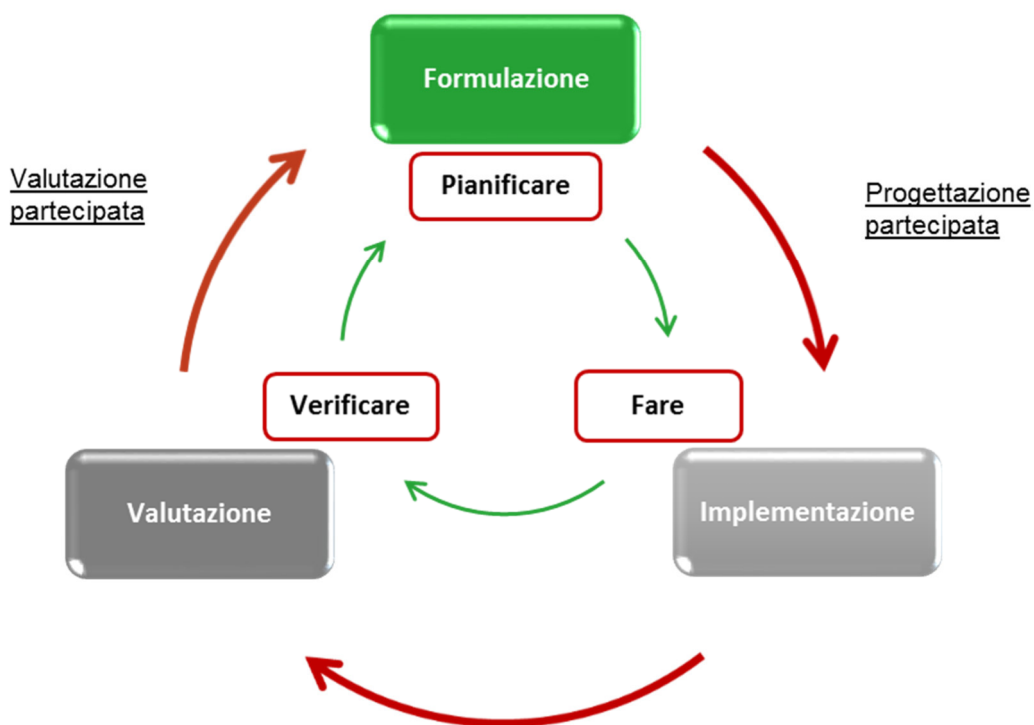 Formulazione
Pianificare
Valutazione
partecipata
Progettazione
partecipata
Verificare
Fare
Valutazione
Implementazione